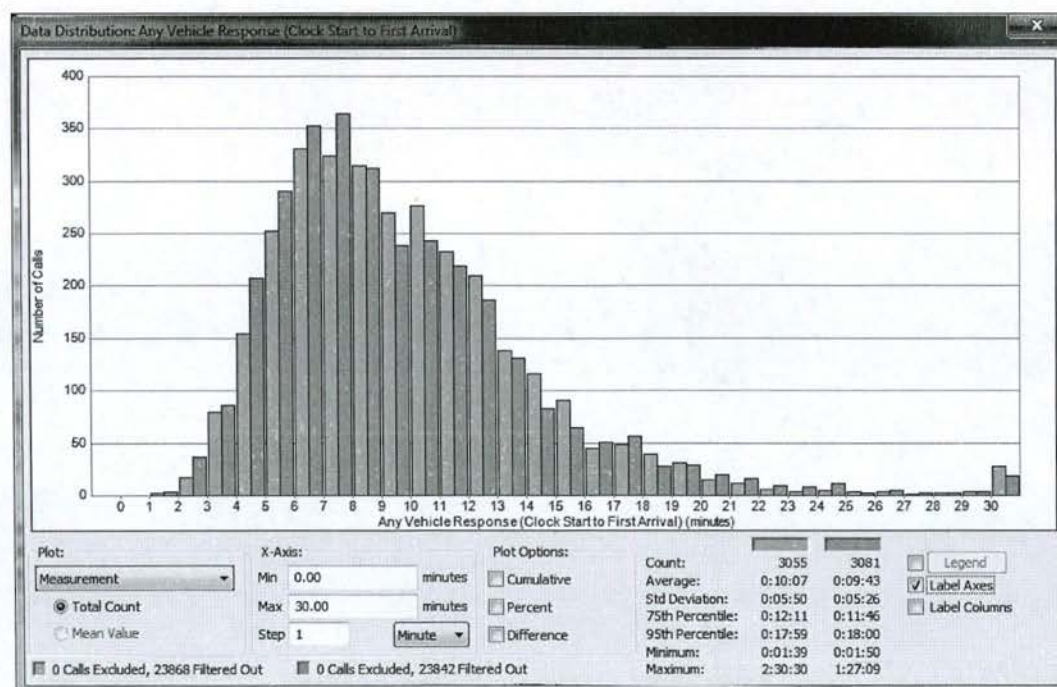 Data Distribution: Any Vehicle Response (Clock Start to First Arrival)
X
400
350
300
250
200
150
100
50
0
Number of Calls
0 1 2 3 4 5 6 7 8 9 10 11 12 13 14 15 16 17 18 19 20 21 22 23 24 25 26 27 28 29 30
Any Vehicle Response (Clock Start to First Arrival) (minutes)
Plot:
Measurement
Total Count
Mean Value
X-Axis:
Min 0.00 minutes
Max 30.00 minutes
Step 1 Minute
Plot Options:
Cumulative
Percent
Difference
Count: 3055 3081
Average: 0:10:07 0:09:43
Std Deviation: 0:05:50 0:05:26
75th Percentile: 0:12:11 0:11:46
95th Percentile: 0:17:59 0:18:00
Minimum: 0:01:39 0:01:50
Maximum: 2:30:30 1:27:09
Legend
Label Axes
Label Columns
0 Calls Excluded, 23868 Filtered Out 0 Calls Excluded, 23842 Filtered Out